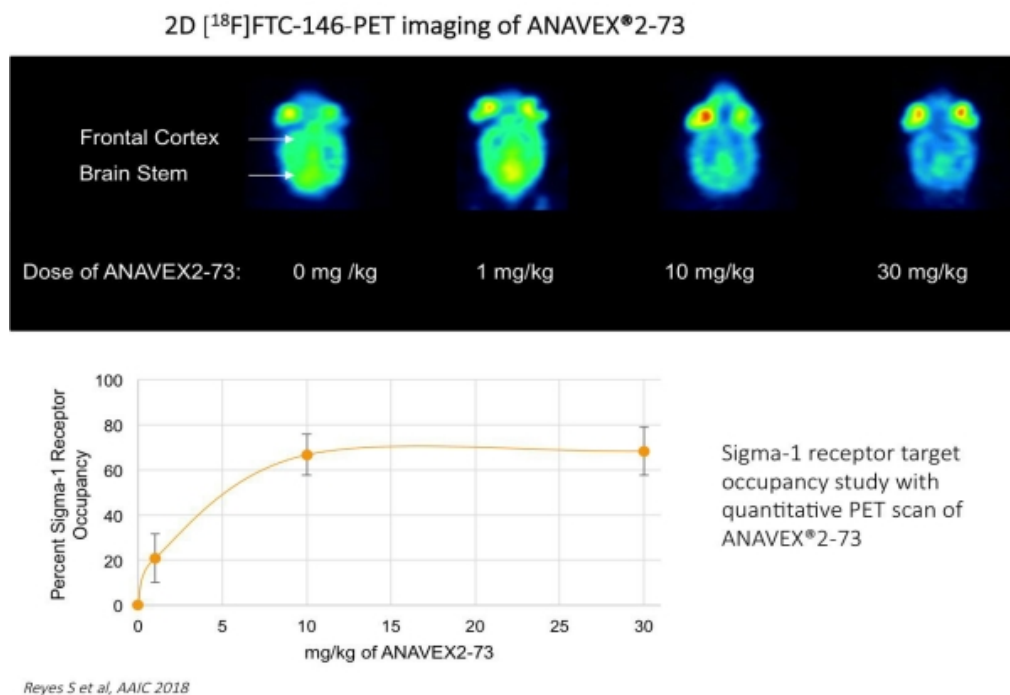 2D [¹⁸F]FTC-146-PET imaging of ANAVEX®2-73
Frontal Cortex
Brain Stem
Dose of ANAVEX2-73: 0 mg /kg 1 mg/kg 10 mg/kg 30 mg/kg
Percent Sigma-1 Receptor
Occupancy
100
80
60
40
20
0
0 5 10 15 20 25 30
mg/kg of ANAVEX2-73
Sigma-1 receptor target
occupancy study with
quantitative PET scan of
ANAVEX®2-73
Reyes S et al, AAIC 2018